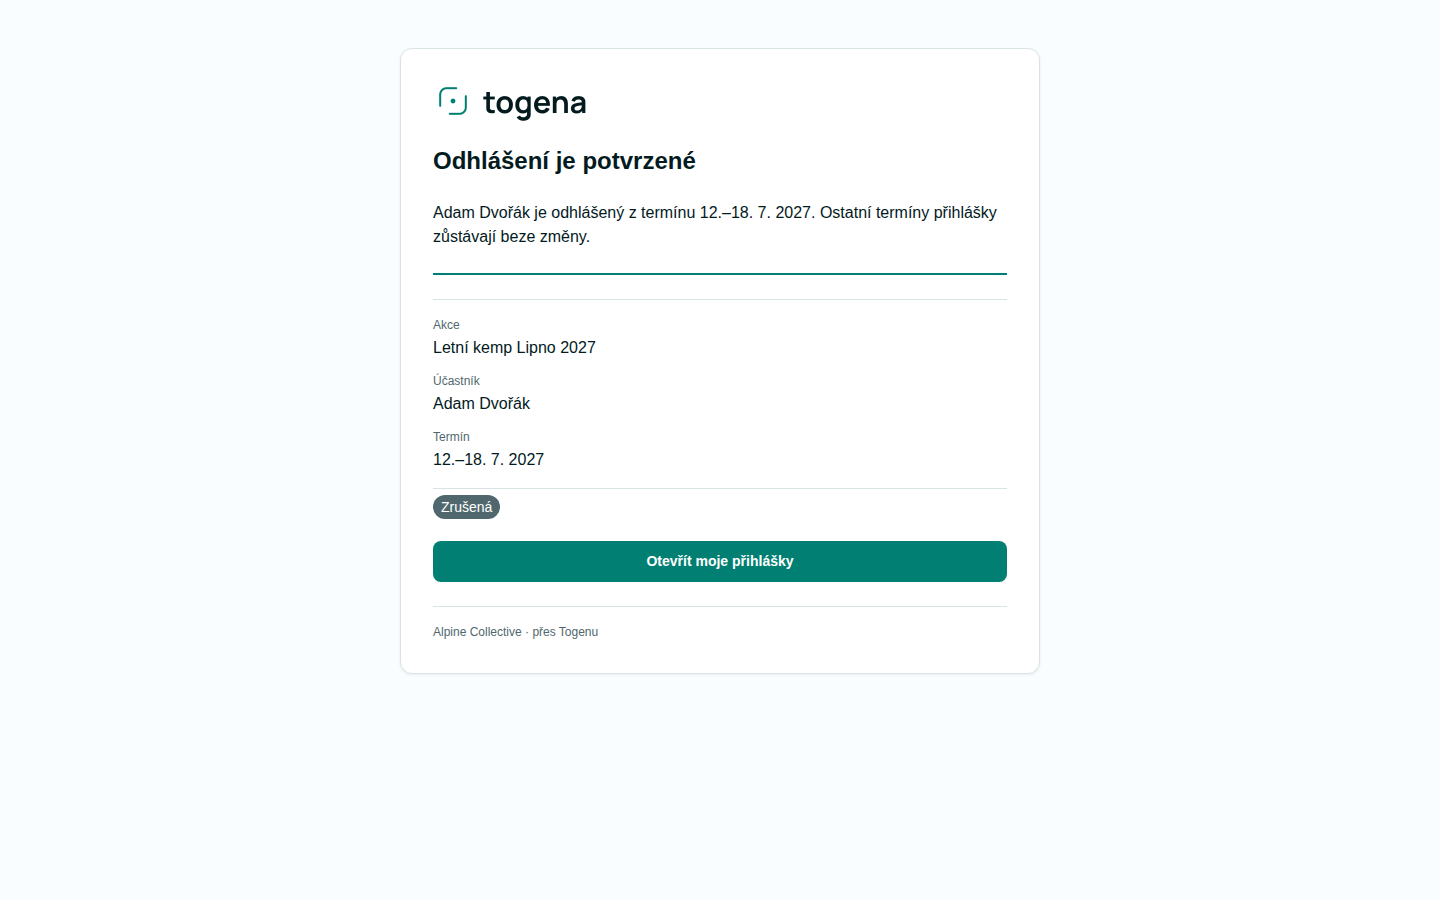 togena
Odhlášení je potvrzené
Adam Dvořák je odhlášený z termínu 12.–18. 7. 2027. Ostatní termíny přihlášky
zůstávají beze změny.
Akce
Letní kemp Lipno 2027
Účastník
Adam Dvořák
Termín
12.–18. 7. 2027
Zrušená
Otevřít moje přihlášky
Alpine Collective · přes Togenu